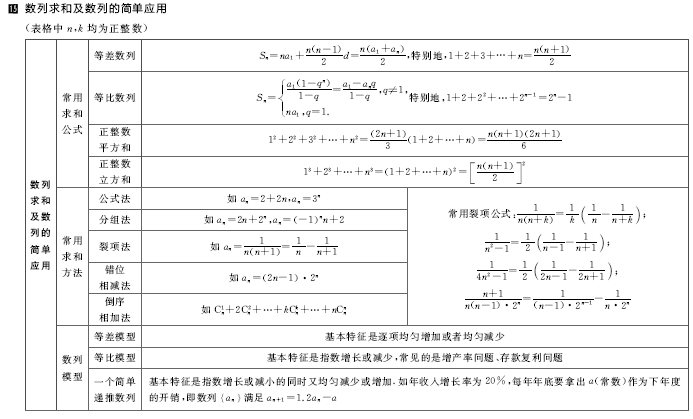 15 数列求和及数列的简单应用
（表格中 n,k 均为正整数）
数列求和及数列的简单应用
常用求和公式
等差数列
Sₙ=na₁+n(n−1)/2 d=n(a₁+aₙ)/2,特别地,1+2+3+⋯+n=n(n+1)/2
等比数列
Sₙ={a₁(1−qⁿ)/(1−q)=(a₁−aₙq)/(1−q),q≠1, na₁,q=1. 特别地,1+2+2²+⋯+2ⁿ⁻¹=2ⁿ−1
正整数平方和
1²+2²+3²+⋯+n²=(2n+1)/3(1+2+⋯+n)=n(n+1)(2n+1)/6
正整数立方和
1³+2³+⋯+n³=(1+2+⋯+n)²=[n(n+1)/2]²
常用求和方法
公式法
如 aₙ=2+2n,aₙ=3ⁿ
分组法
如 aₙ=2n+2ⁿ,aₙ=(−1)ⁿn+2
裂项法
如 aₙ=1/n(n+1)=1/n−1/(n+1)
错位相减法
如 aₙ=(2n−1)·2ⁿ
倒序相加法
如 C¹ₙ+2C²ₙ+⋯+kCᵏₙ+⋯+nCⁿₙ
常用裂项公式:1/n(n+k)=1/k(1/n−1/(n+k));
1/(n²−1)=1/2(1/(n−1)−1/(n+1));
1/(4n²−1)=1/2(1/(2n−1)−1/(2n+1));
(n+1)/(n(n−1)·2ⁿ)=1/((n−1)·2ⁿ⁻¹)−1/(n·2ⁿ)
数列模型
等差模型
基本特征是逐项均匀增加或者均匀减少
等比模型
基本特征是指数增长或减少,常见的是增产率问题、存款复利问题
一个简单递推数列
基本特征是指数增长或减小的同时又均匀减少或增加.如年收入增长率为 20%,每年年底要拿出 a(常数)作为下年度
的开销,即数列{aₙ}满足 aₙ₊₁=1.2aₙ−a